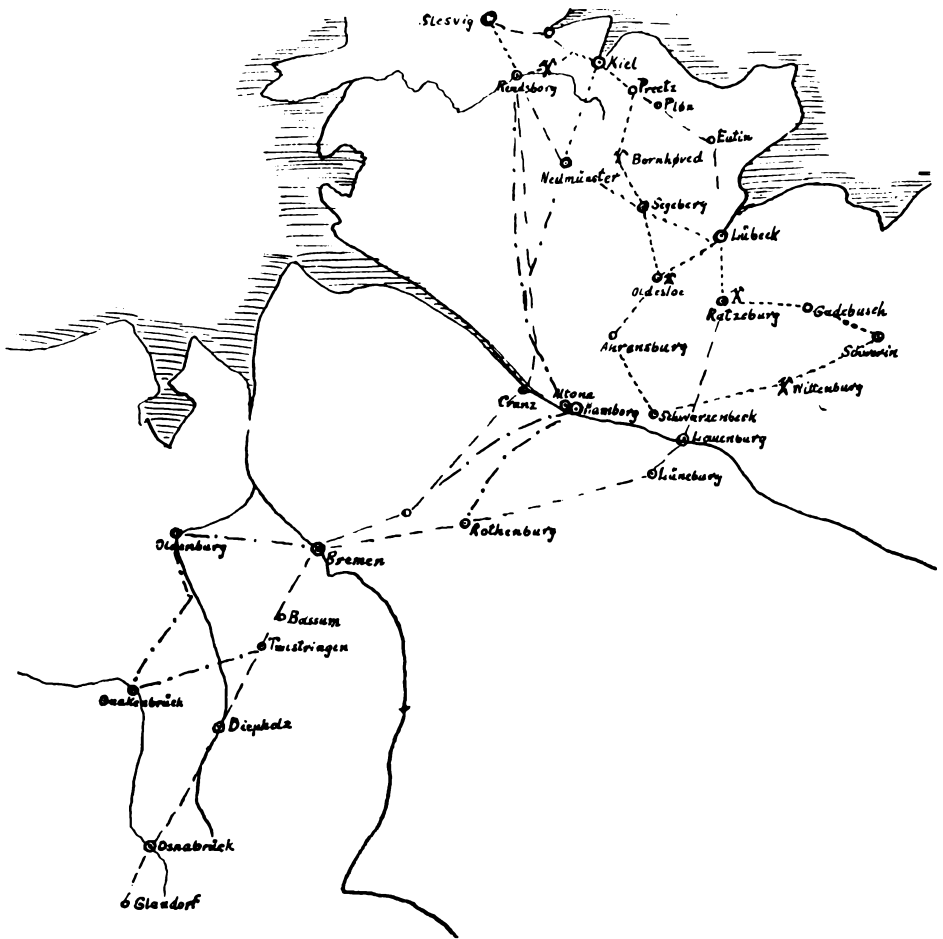 Slesvig
Kiel
Rendsborg
Preetz
Plön
Eutin
Bornhøved
Neumünster
Segeberg
Lübeck
Oldesloe
Ratzeburg
Gadebusch
Ahrensburg
Schwerin
Wittenburg
Cranz
Altona
Hamborg
Schwarzenbeck
Lauenburg
Lüneburg
Rothenburg
Oldenburg
Bremen
Bassum
Twistringen
Quakenbrück
Diepholz
Osnabrück
Glandorf